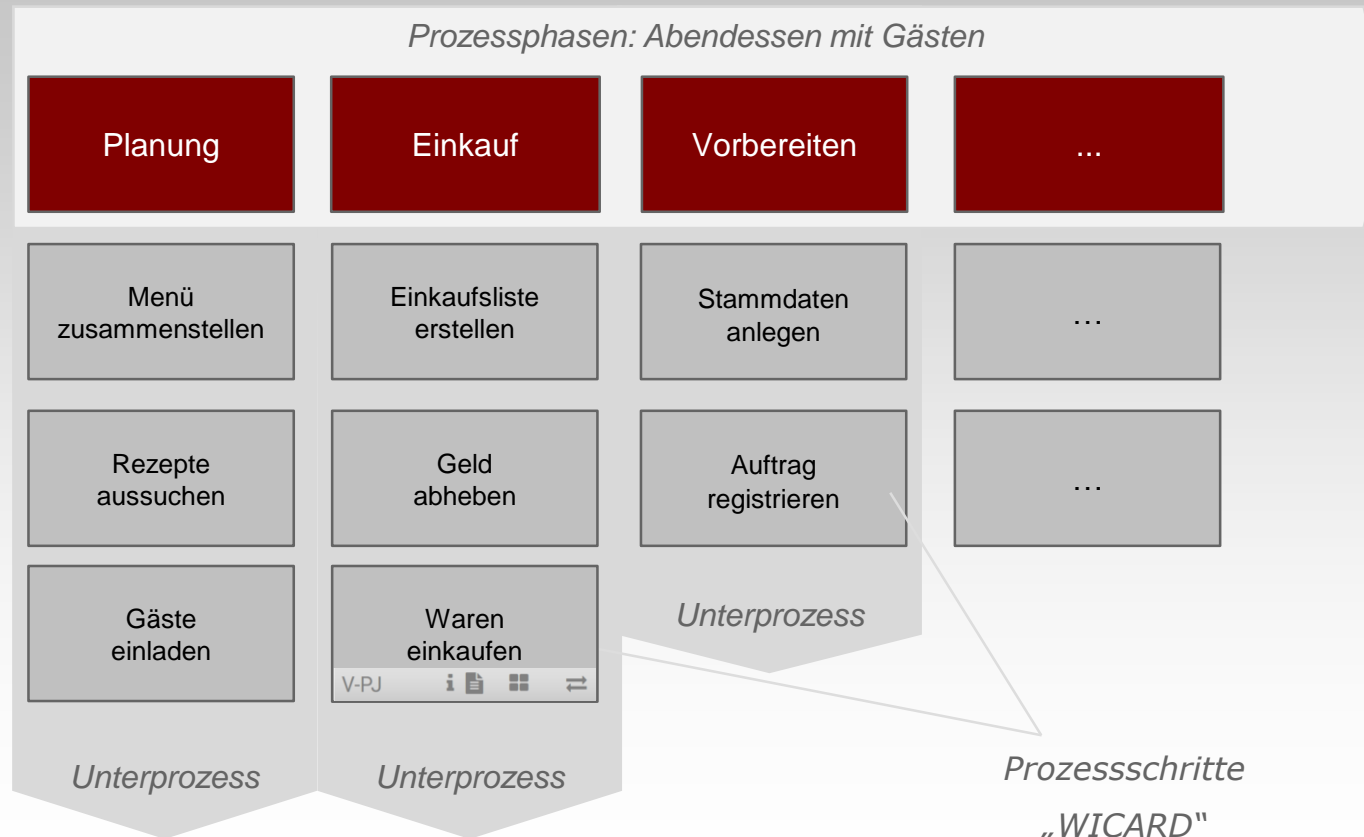 Prozessphasen: Abendessen mit Gästen
Planung
Einkauf
Vorbereiten
...
Menü
zusammenstellen
Einkaufsliste
erstellen
Stammdaten
anlegen
...
Rezepte
aussuchen
Geld
abheben
Auftrag
registrieren
...
Gäste
einladen
Waren
einkaufen
V-PJ
Unterprozess
Unterprozess
Unterprozess
Prozessschritte
„WICARD“